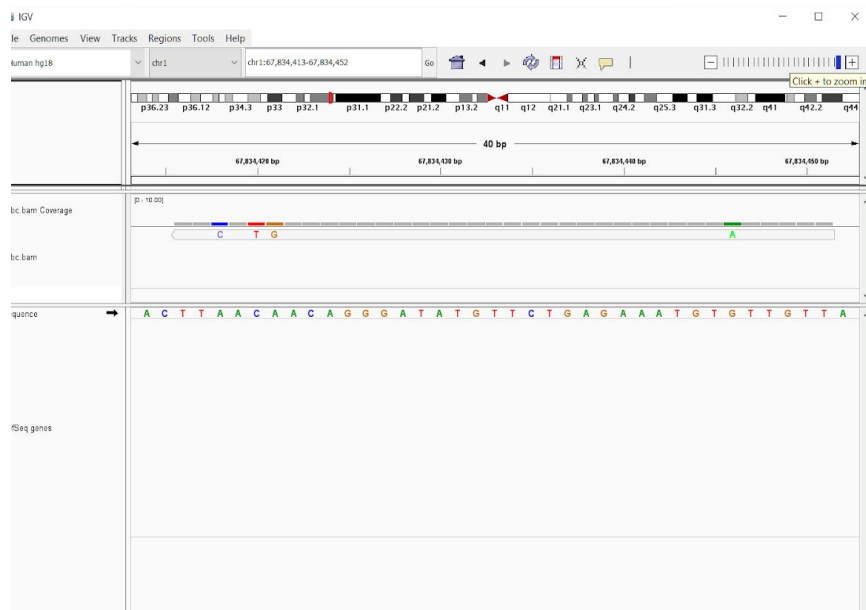 IGV
le Genomes View Tracks Regions Tools Help
Human hg18 chr1 chr1:67,834,413-67,834,452 Go
Click + to zoom in
p36.23 p36.12 p34.3 p33 p32.1 p31.1 p22.2 p21.2 p13.2 q11 q12 q21.1 q23.1 q24.2 q25.3 q31.3 q32.2 q41 q42.2 q44
40 bp
67,834,420 bp 67,834,430 bp 67,834,440 bp 67,834,450 bp
[0 - 10.00]
bc.bam Coverage
C T G A
bc.bam
quence A C T T A A C A A C A G G G A T A T G T T C T G A G A A A T G T G T T G T T A
fSeq genes